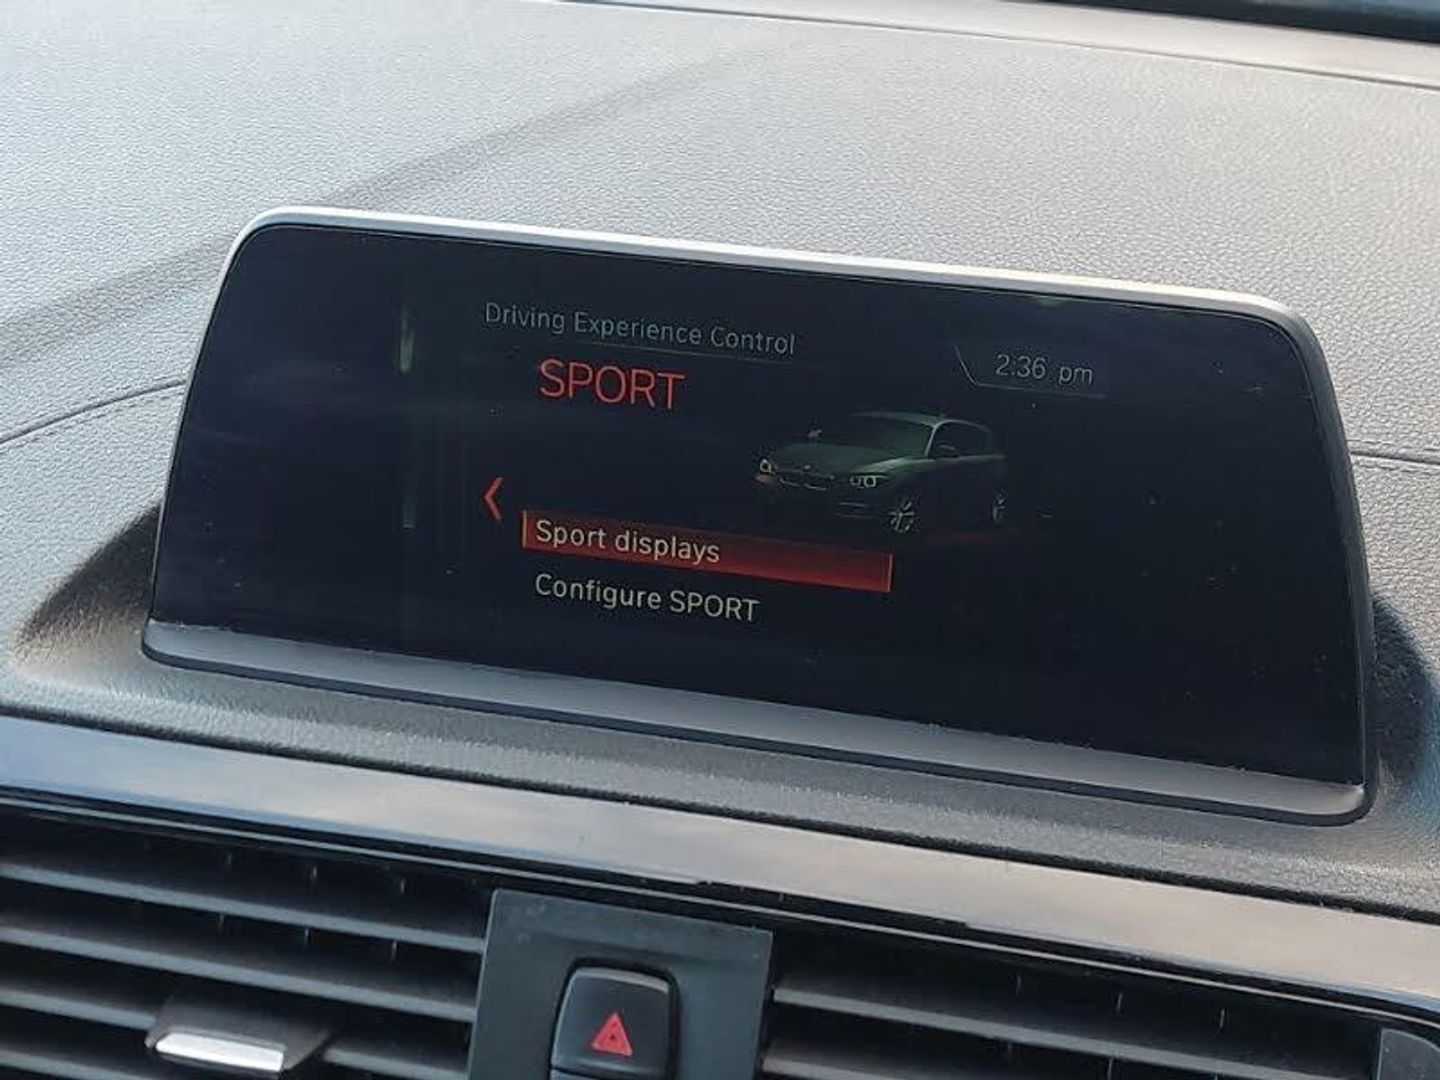 Driving Experience Control
2:36 pm
SPORT
Sport displays
Configure SPORT